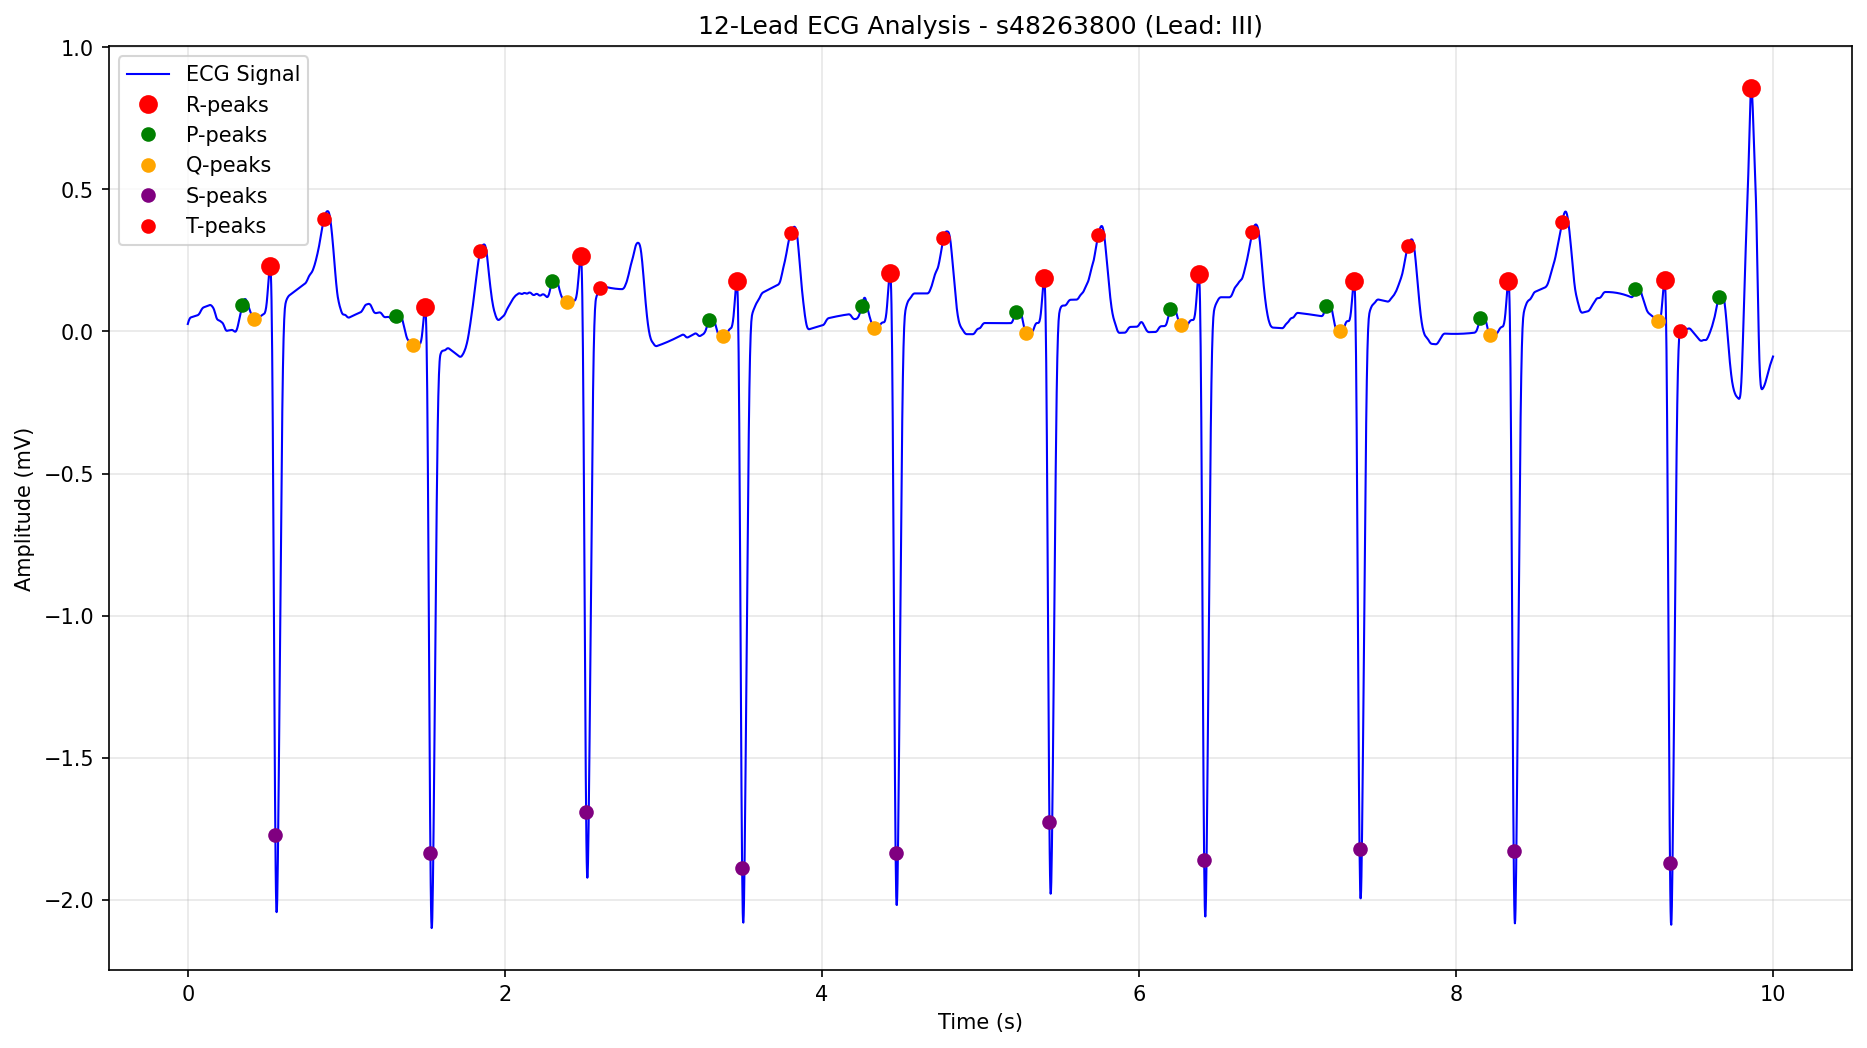 12-Lead ECG Analysis - s48263800 (Lead: III)
ECG Signal
R-peaks
P-peaks
Q-peaks
S-peaks
T-peaks
1.0
0.5
0.0
−0.5
−1.0
−1.5
−2.0
Amplitude (mV)
0 2 4 6 8 10
Time (s)